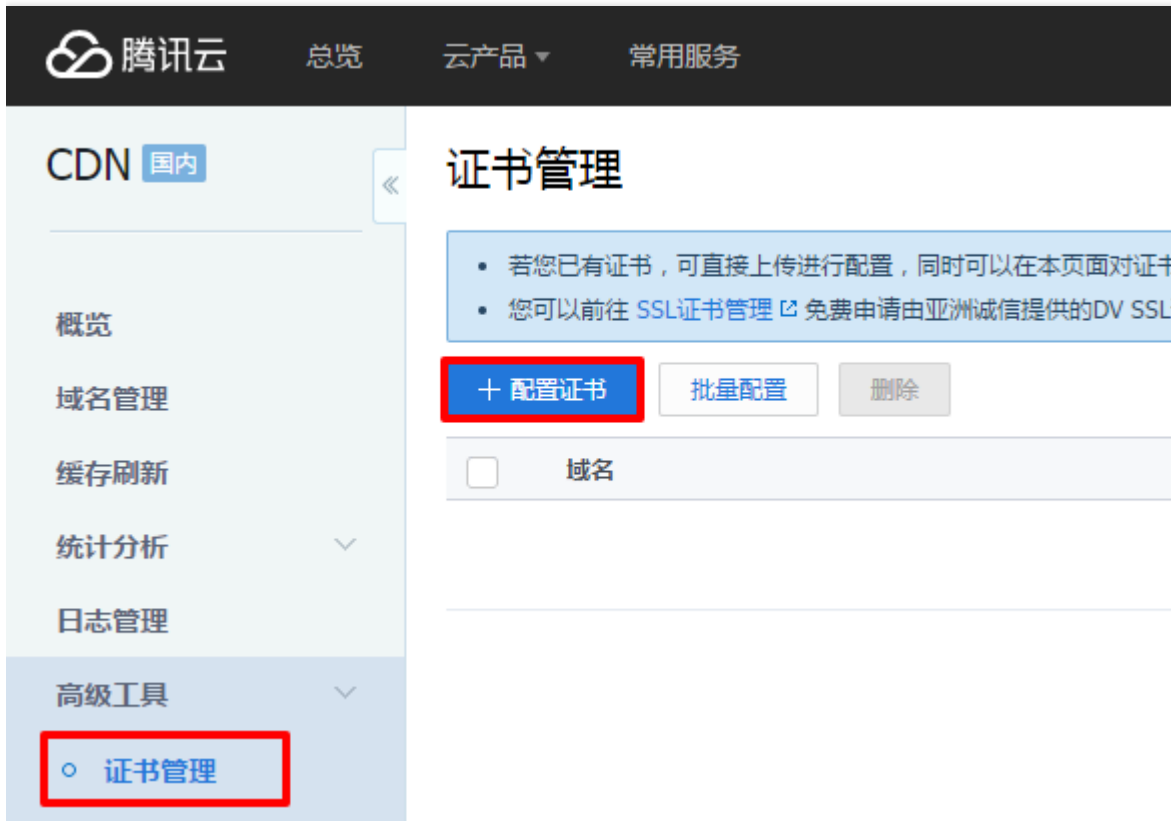 腾讯云 总览 云产品 常用服务
CDN 国内
概览
域名管理
缓存刷新
统计分析
日志管理
高级工具
证书管理
证书管理
• 若您已有证书，可直接上传进行配置，同时可以在本页面对证书
• 您可以前往 SSL证书管理 免费申请由亚洲诚信提供的DV SSL
+ 配置证书 批量配置 删除
域名